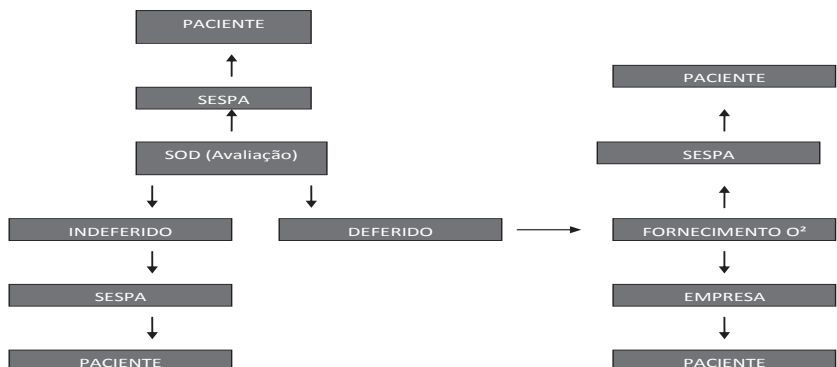 PACIENTE
SESPA
SOD (Avaliação)
INDEFERIDO
SESPA
PACIENTE
DEFERIDO
PACIENTE
SESPA
FORNECIMENTO O²
EMPRESA
PACIENTE